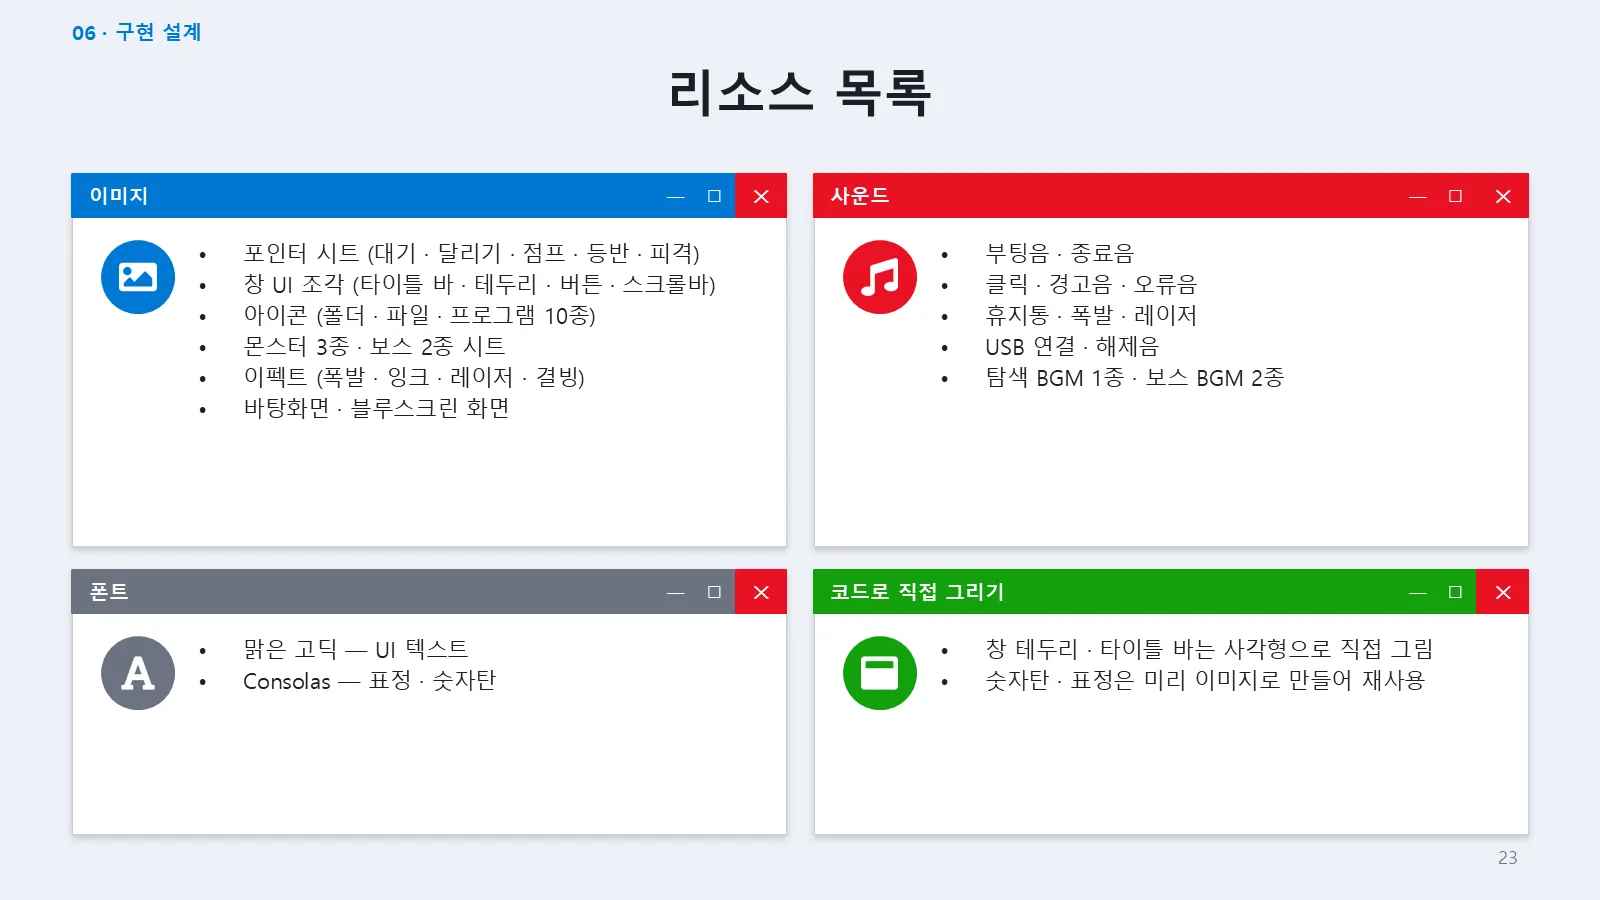 06 · 구현 설계
리소스 목록
이미지
• 포인터 시트 (대기 · 달리기 · 점프 · 등반 · 피격)
• 창 UI 조각 (타이틀 바 · 테두리 · 버튼 · 스크롤바)
• 아이콘 (폴더 · 파일 · 프로그램 10종)
• 몬스터 3종 · 보스 2종 시트
• 이펙트 (폭발 · 잉크 · 레이저 · 결빙)
• 바탕화면 · 블루스크린 화면
사운드
• 부팅음 · 종료음
• 클릭 · 경고음 · 오류음
• 휴지통 · 폭발 · 레이저
• USB 연결 · 해제음
• 탐색 BGM 1종 · 보스 BGM 2종
폰트
A
• 맑은 고딕 — UI 텍스트
• Consolas — 표정 · 숫자탄
코드로 직접 그리기
• 창 테두리 · 타이틀 바는 사각형으로 직접 그림
• 숫자탄 · 표정은 미리 이미지로 만들어 재사용
23